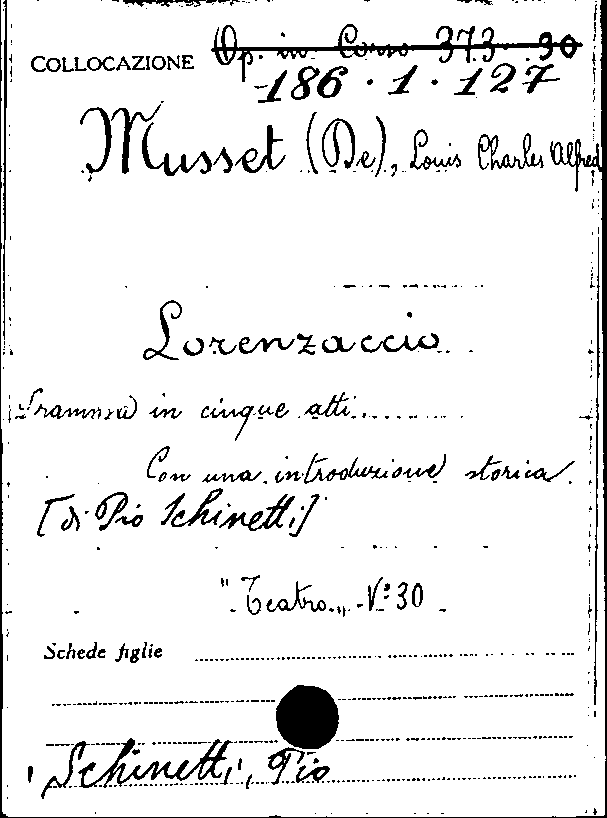 COLLOCAZIONE Op. in Corso 373.30
186.1.127
Musset (De), Louis Charles Alfred
Lorenzaccio
Dramma in cinque atti
Con una introduzione storica
[di Pio Schinetti]
"Teatro„ N.º 30
Schede figlie
Schinetti, Pio